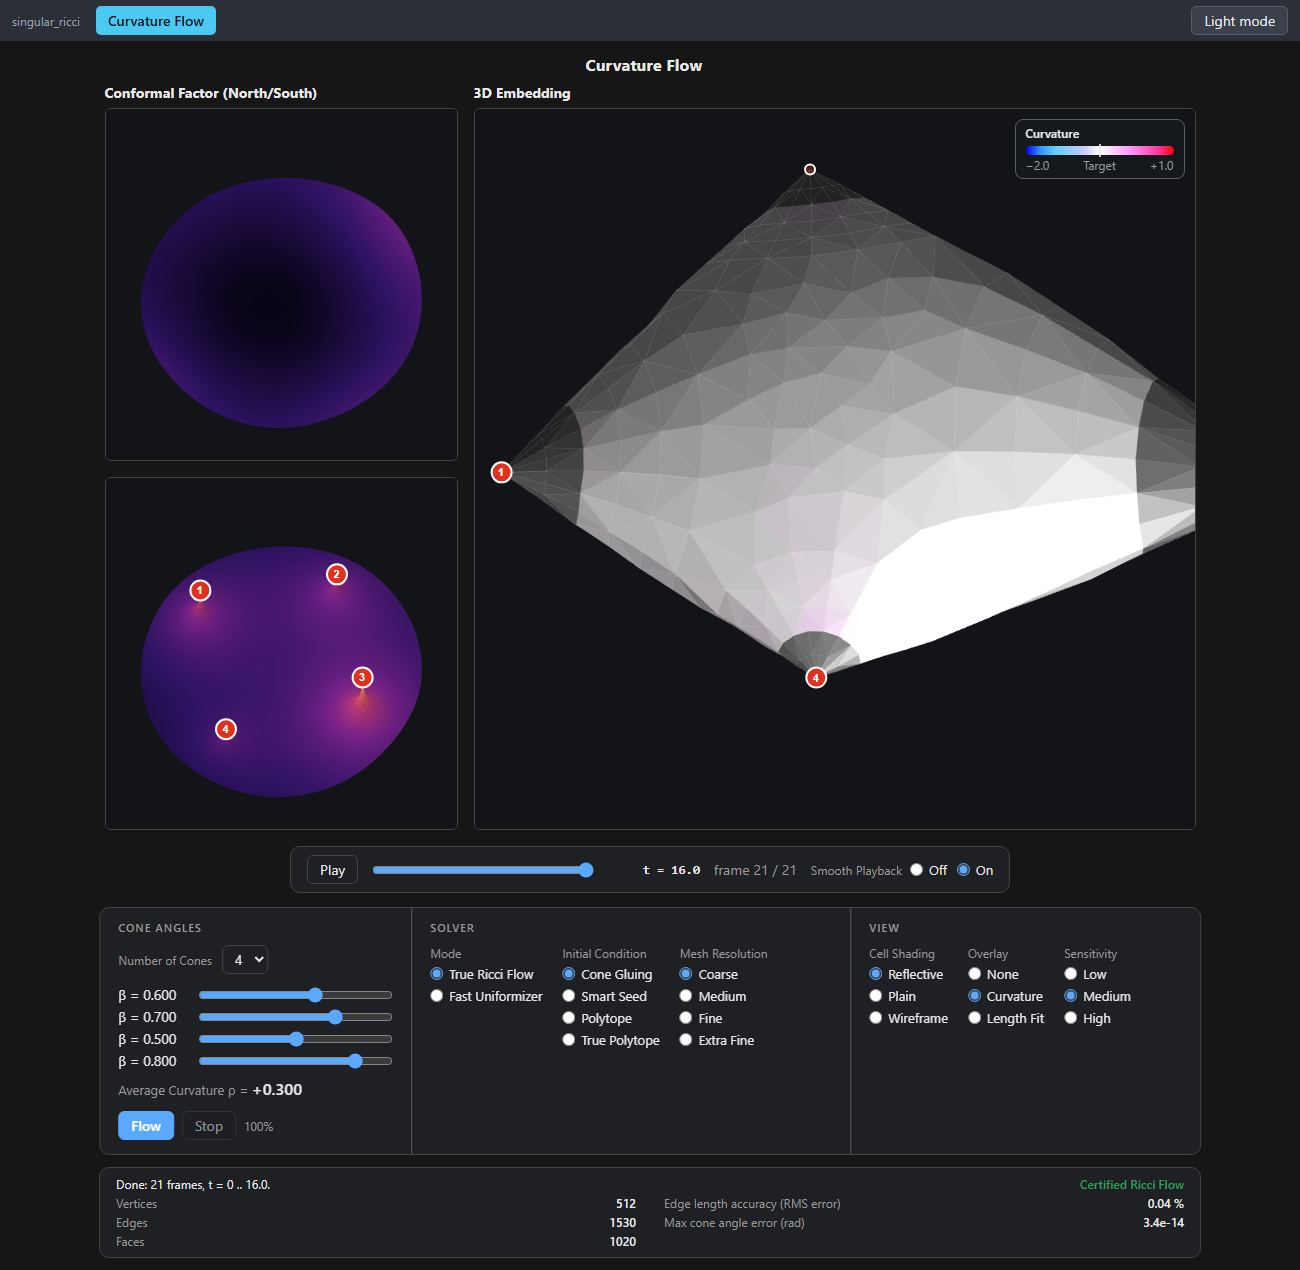 singular_ricci
Curvature Flow
Light mode
Curvature Flow
Conformal Factor (North/South)
3D Embedding
Curvature
−2.0 Target +1.0
1
4
1
2
3
4
Play
t = 16.0
frame 21 / 21
Smooth Playback Off On
CONE ANGLES
Number of Cones 4
β = 0.600
β = 0.700
β = 0.500
β = 0.800
Average Curvature ρ = +0.300
Flow Stop 100%
SOLVER
Mode
True Ricci Flow
Fast Uniformizer
Initial Condition
Cone Gluing
Smart Seed
Polytope
True Polytope
Mesh Resolution
Coarse
Medium
Fine
Extra Fine
VIEW
Cell Shading
Reflective
Plain
Wireframe
Overlay
None
Curvature
Length Fit
Sensitivity
Low
Medium
High
Done: 21 frames, t = 0 .. 16.0.
Certified Ricci Flow
Vertices 512
Edges 1530
Faces 1020
Edge length accuracy (RMS error) 0.04 %
Max cone angle error (rad) 3.4e-14